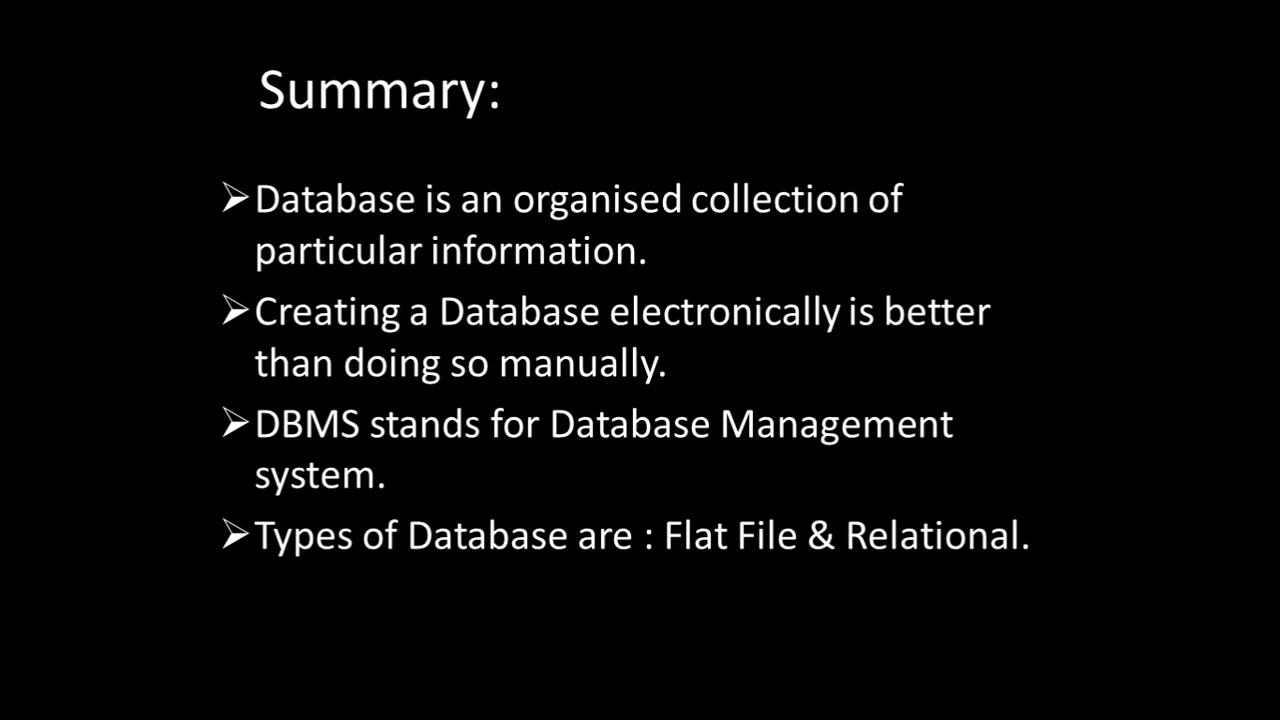 Summary:
➢Database is an organised collection of
particular information.
➢Creating a Database electronically is better
than doing so manually.
➢DBMS stands for Database Management
system.
➢Types of Database are : Flat File & Relational.